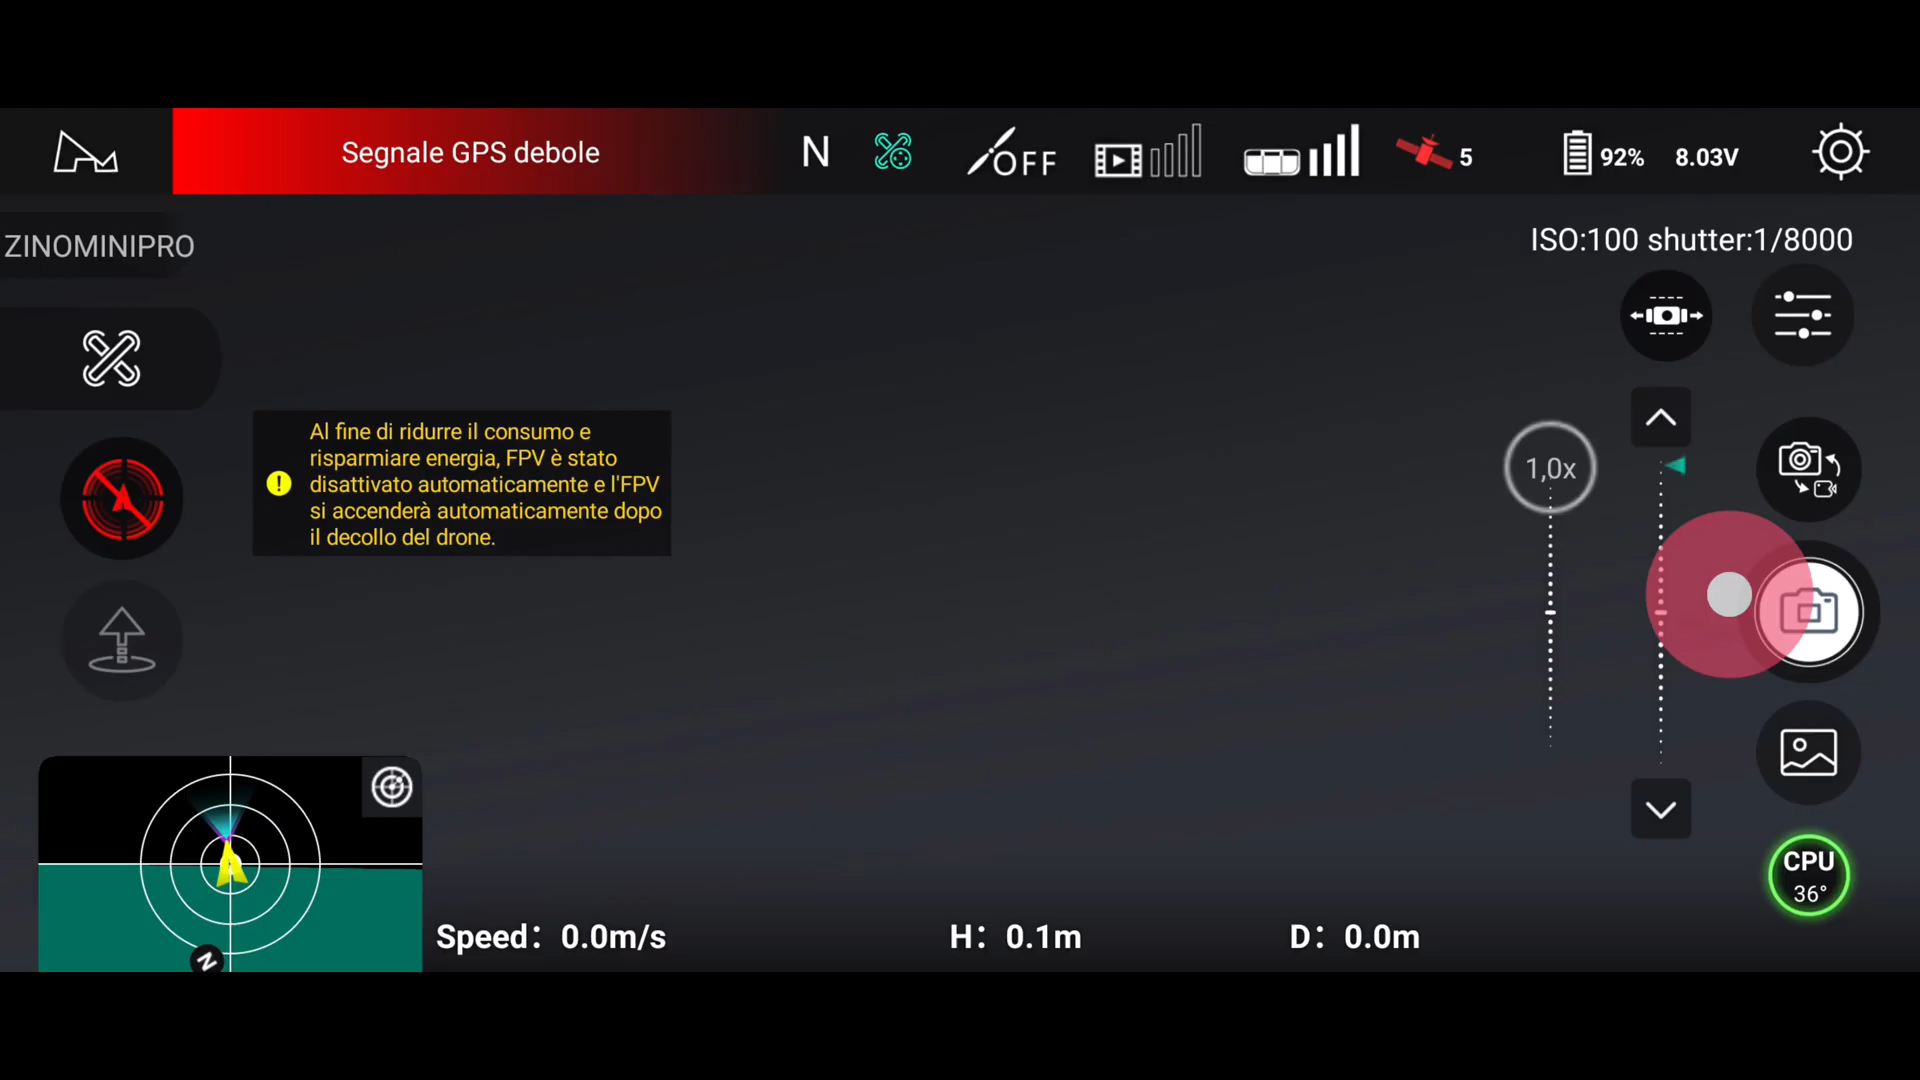 Segnale GPS debole
N
OFF
5
92%
8.03V
ZINOMINIPRO
ISO:100 shutter:1/8000
Al fine di ridurre il consumo e
risparmiare energia, FPV è stato
disattivato automaticamente e l'FPV
si accenderà automaticamente dopo
il decollo del drone.
1,0x
CPU
36°
N
Speed: 0.0m/s
H: 0.1m
D: 0.0m